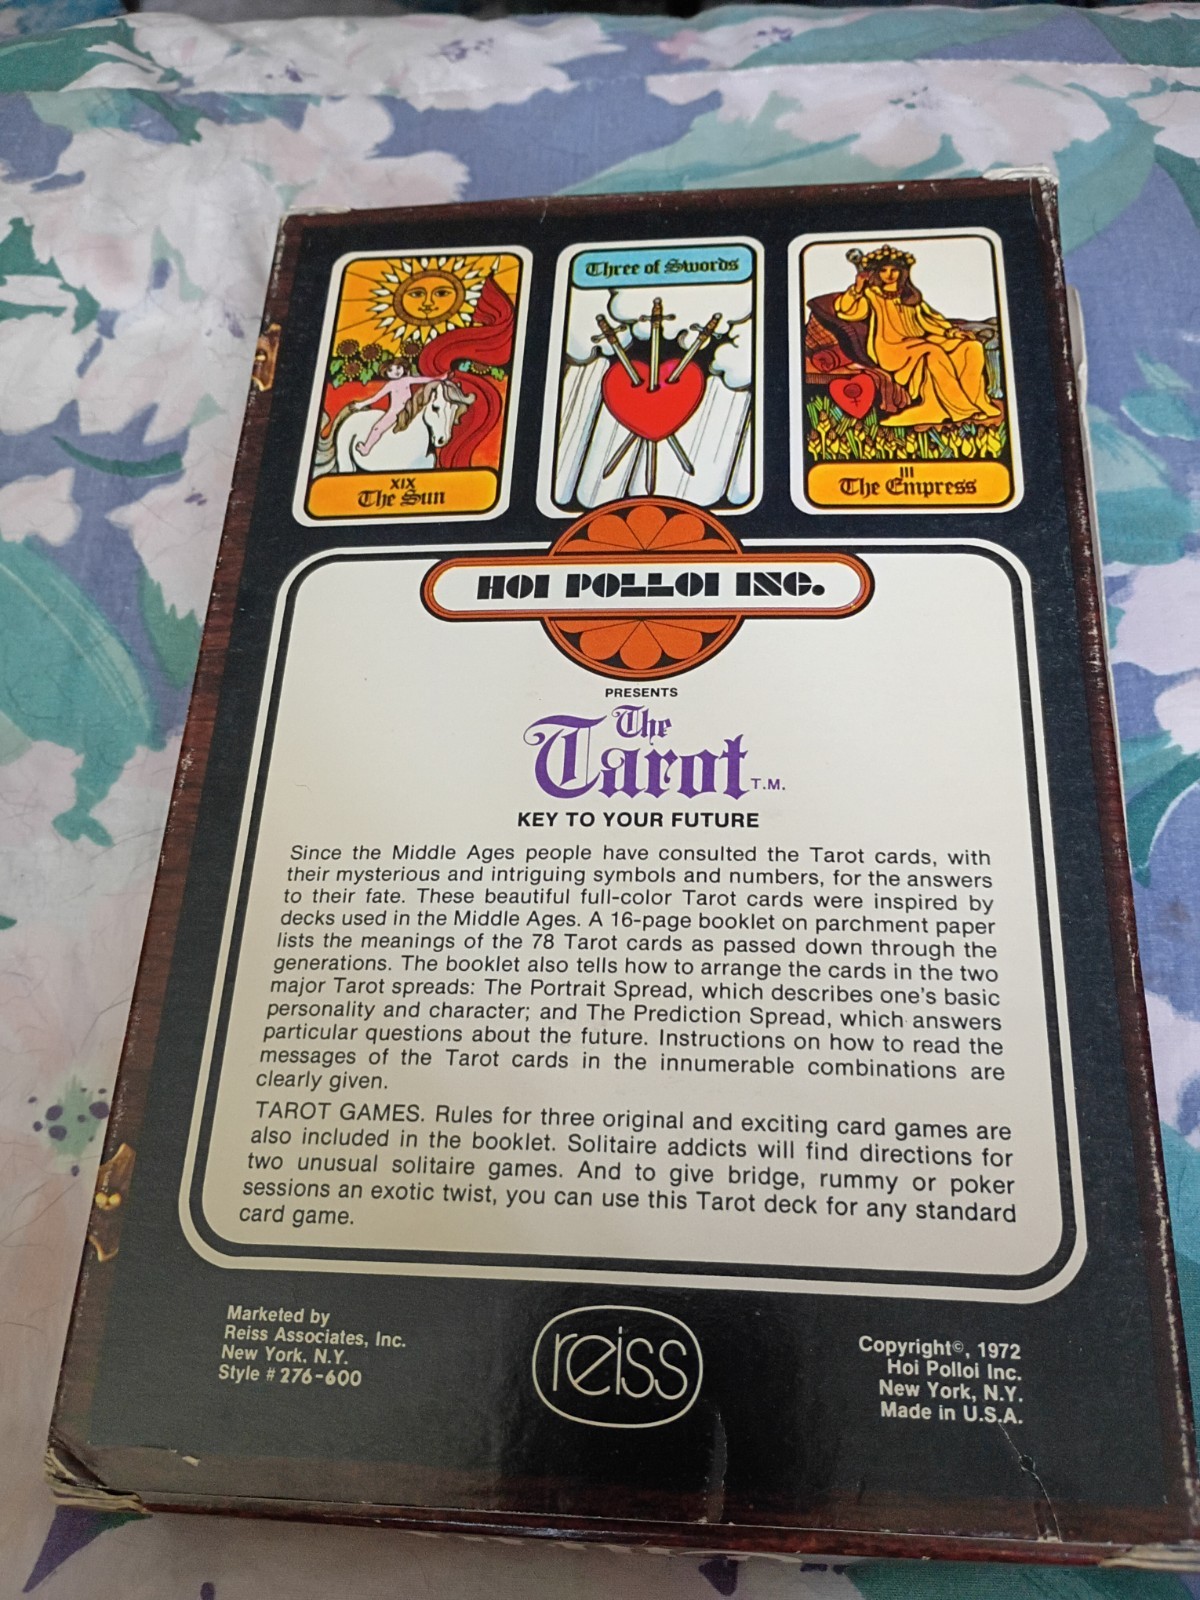 XIX
The Sun
Three of Swords
III
The Empress
HOI POLLOI INC.
PRESENTS
The
Tarot T.M.
KEY TO YOUR FUTURE
Since the Middle Ages people have consulted the Tarot cards, with
their mysterious and intriguing symbols and numbers, for the answers
to their fate. These beautiful full-color Tarot cards were inspired by
decks used in the Middle Ages. A 16-page booklet on parchment paper
lists the meanings of the 78 Tarot cards as passed down through the
generations. The booklet also tells how to arrange the cards in the two
major Tarot spreads: The Portrait Spread, which describes one's basic
personality and character; and The Prediction Spread, which answers
particular questions about the future. Instructions on how to read the
messages of the Tarot cards in the innumerable combinations are
clearly given.
TAROT GAMES. Rules for three original and exciting card games are
also included in the booklet. Solitaire addicts will find directions for
two unusual solitaire games. And to give bridge, rummy or poker
sessions an exotic twist, you can use this Tarot deck for any standard
card game.
Marketed by
Reiss Associates, Inc.
New York, N.Y.
Style # 276-600
reiss
Copyright©, 1972
Hoi Polloi Inc.
New York, N.Y.
Made in U.S.A.